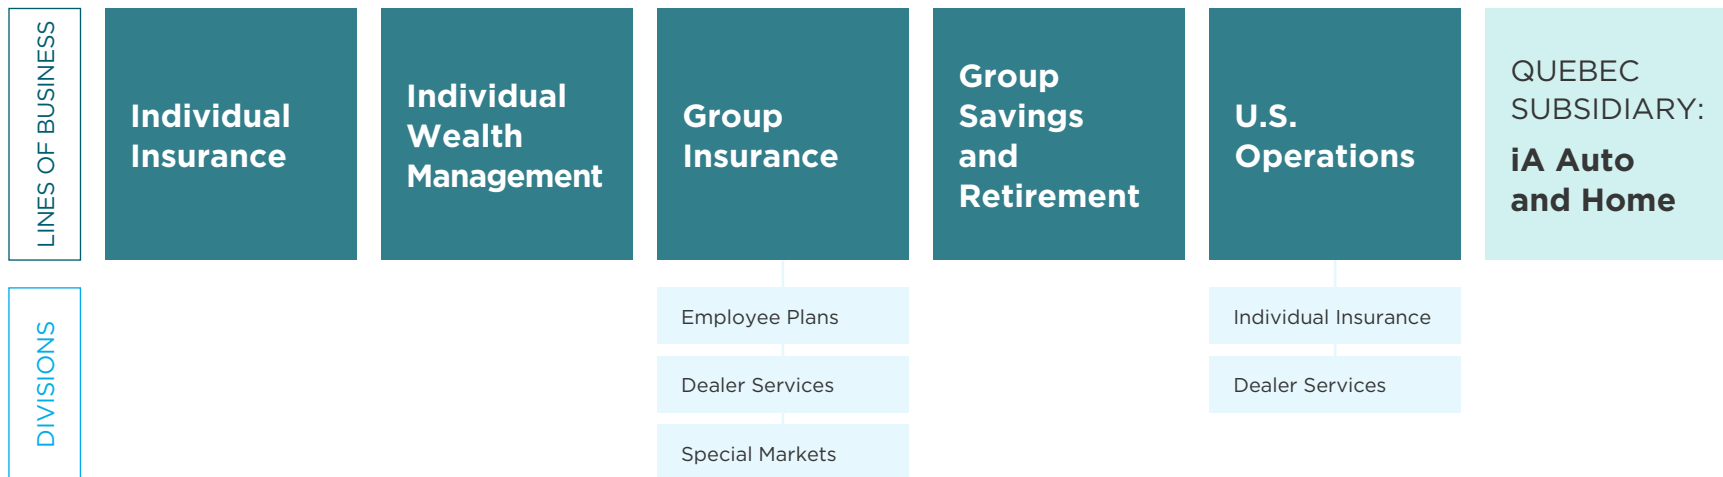 LINES OF BUSINESS
Individual
Insurance
Individual
Wealth
Management
Group
Insurance
Group
Savings
and
Retirement
U.S.
Operations
QUEBEC
SUBSIDIARY:
iA Auto
and Home
DIVISIONS
Employee Plans
Dealer Services
Special Markets
Individual Insurance
Dealer Services